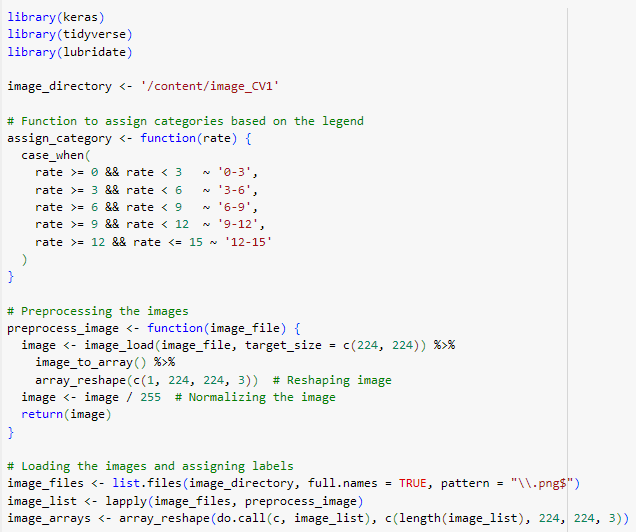 library(keras)
library(tidyverse)
library(lubridate)
image_directory <- '/content/image_CV1'
# Function to assign categories based on the legend
assign_category <- function(rate) {
  case_when(
    rate >= 0 && rate < 3   ~ '0-3',
    rate >= 3 && rate < 6   ~ '3-6',
    rate >= 6 && rate < 9   ~ '6-9',
    rate >= 9 && rate < 12  ~ '9-12',
    rate >= 12 && rate <= 15 ~ '12-15'
  )
}
# Preprocessing the images
preprocess_image <- function(image_file) {
  image <- image_load(image_file, target_size = c(224, 224)) %>%
    image_to_array() %>%
    array_reshape(c(1, 224, 224, 3))  # Reshaping image
  image <- image / 255  # Normalizing the image
  return(image)
}
# Loading the images and assigning labels
image_files <- list.files(image_directory, full.names = TRUE, pattern = "\\.png$")
image_list <- lapply(image_files, preprocess_image)
image_arrays <- array_reshape(do.call(c, image_list), c(length(image_list), 224, 224, 3))